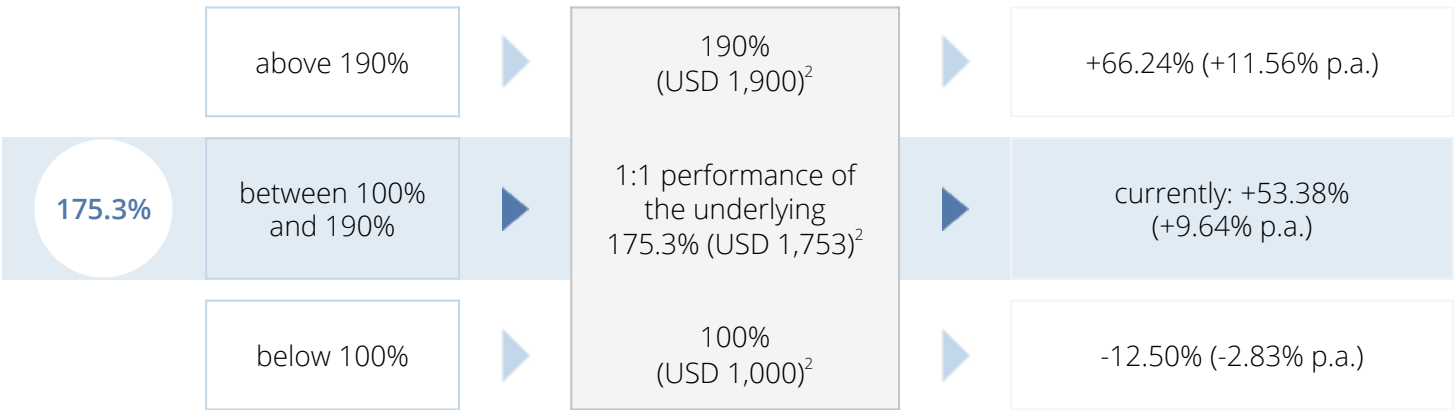 above 190%
190%
(USD 1,900)2
+66.24% (+11.56% p.a.)
175.3%
between 100%
and 190%
1:1 performance of
the underlying
175.3% (USD 1,753)2
currently: +53.38%
(+9.64% p.a.)
below 100%
100%
(USD 1,000)2
-12.50% (-2.83% p.a.)